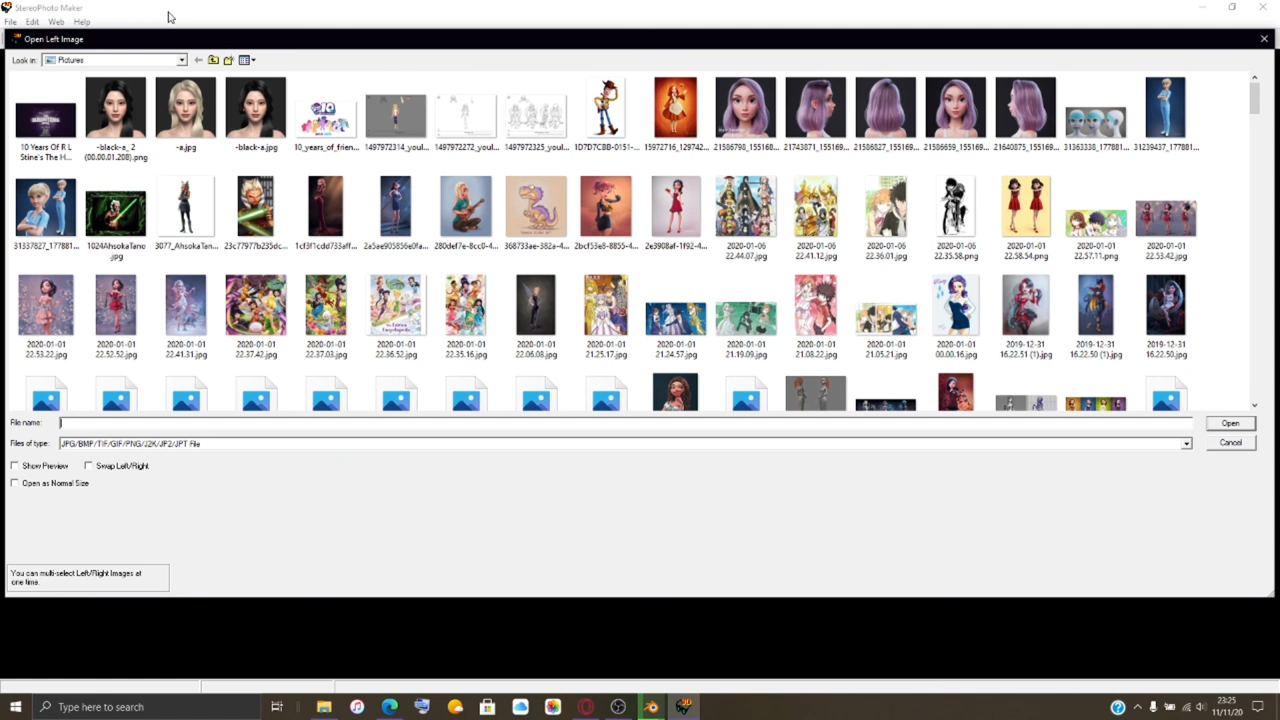 StereoPhoto Maker
File Edit Web Help
Open Left Image
Look in: Pictures
10 Years Of R L
Stine's The H...
-black-a_ 2
(00.00.01.208).png
-a.jpg
-black-a.jpg
10_years_of_frien...
1497972314_youl...
1497972272_youl...
1497972325_youl...
1D7D7CBB-0151-...
15972716_129742...
21586798_155168...
21743871_155169...
21586827_155169...
21586659_155169...
21640875_155169...
31363338_177881...
31239437_177881...
31337827_177881...
1024AhsokaTano
.jpg
3077_AhsokaTan...
23c77977b235dc...
1cf3f1cdd733aff...
2a5ae905856e0fa...
280def7e-8cc0-4...
368733ae-382a-4...
2bcf53e8-8855-4...
2e3908af-1f92-4...
2020-01-06
22.44.07.jpg
2020-01-06
22.41.12.jpg
2020-01-06
22.36.01.jpg
2020-01-06
22.35.58.png
2020-01-01
22.58.54.png
2020-01-01
22.57.11.png
2020-01-01
22.53.42.jpg
2020-01-01
22.53.22.jpg
2020-01-01
22.52.52.jpg
2020-01-01
22.41.31.jpg
2020-01-01
22.37.42.jpg
2020-01-01
22.37.03.jpg
2020-01-01
22.36.52.jpg
2020-01-01
22.35.16.jpg
2020-01-01
22.06.08.jpg
2020-01-01
21.25.17.jpg
2020-01-01
21.24.57.jpg
2020-01-01
21.19.09.jpg
2020-01-01
21.08.22.jpg
2020-01-01
21.05.21.jpg
2020-01-01
00.00.16.jpg
2019-12-31
16.22.51 (1).jpg
2019-12-31
16.22.50 (1).jpg
2019-12-31
16.22.50.jpg
File name:
Open
Files of type: JPG/BMP/TIF/GIF/PNG/J2K/JP2/JPT File
Cancel
Show Preview Swap Left/Right
Open as Normal Size
You can multi-select Left/Right Images at
one time.
Type here to search
23:25
11/11/20